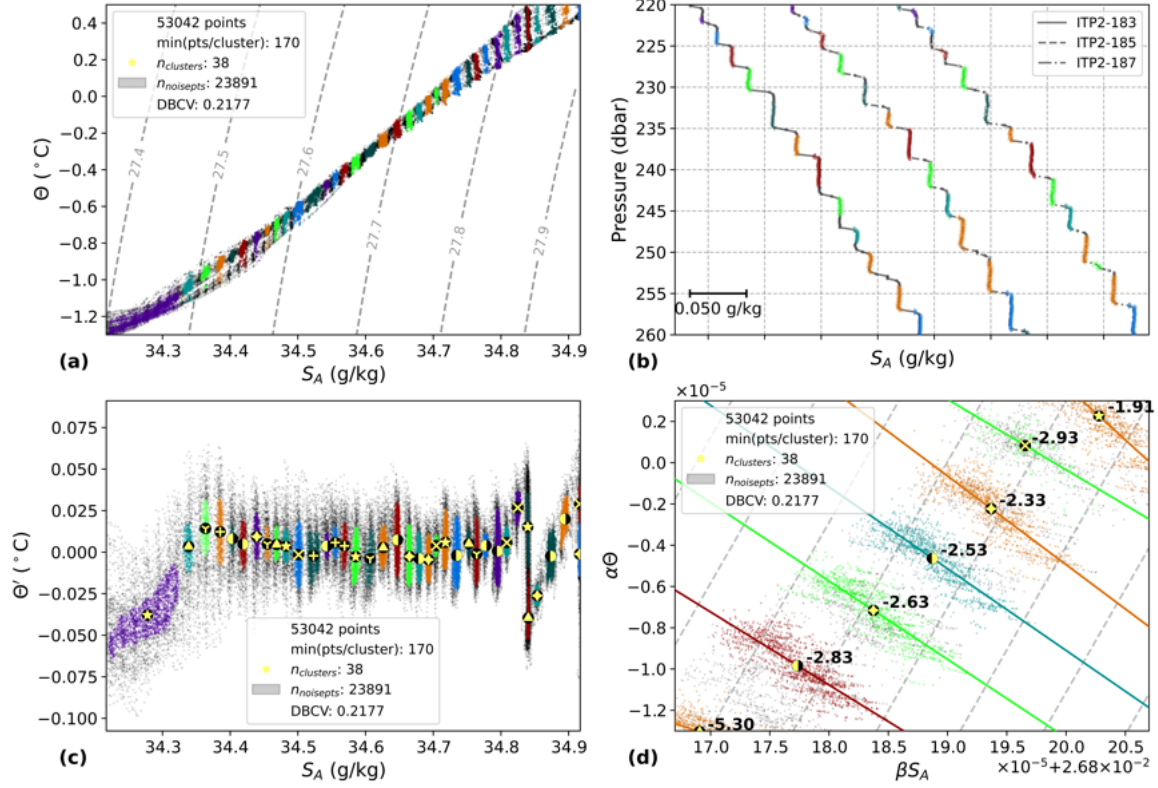 0.4
0.2
0.0
−0.2
−0.4
−0.6
−0.8
−1.0
−1.2
Θ (°C)
53042 points
min(pts/cluster): 170
n_clusters: 38
n_noisepts: 23891
DBCV: 0.2177
27.4
27.5
27.6
27.7
27.8
27.9
34.3 34.4 34.5 34.6 34.7 34.8 34.9
(a)
S_A (g/kg)
220
225
230
235
240
245
250
255
260
Pressure (dbar)
ITP2-183
ITP2-185
ITP2-187
0.050 g/kg
(b)
S_A (g/kg)
0.075
0.050
0.025
0.000
−0.025
−0.050
−0.075
−0.100
Θ′ (°C)
53042 points
min(pts/cluster): 170
n_clusters: 38
n_noisepts: 23891
DBCV: 0.2177
34.3 34.4 34.5 34.6 34.7 34.8 34.9
(c)
S_A (g/kg)
×10⁻⁵
0.2
0.0
−0.2
−0.4
−0.6
−0.8
−1.0
−1.2
αΘ
53042 points
min(pts/cluster): 170
n_clusters: 38
n_noisepts: 23891
DBCV: 0.2177
-1.91
-2.93
-2.33
-2.53
-2.63
-2.83
-5.30
17.0 17.5 18.0 18.5 19.0 19.5 20.0 20.5
(d)
βS_A
×10⁻⁵+2.68×10⁻²